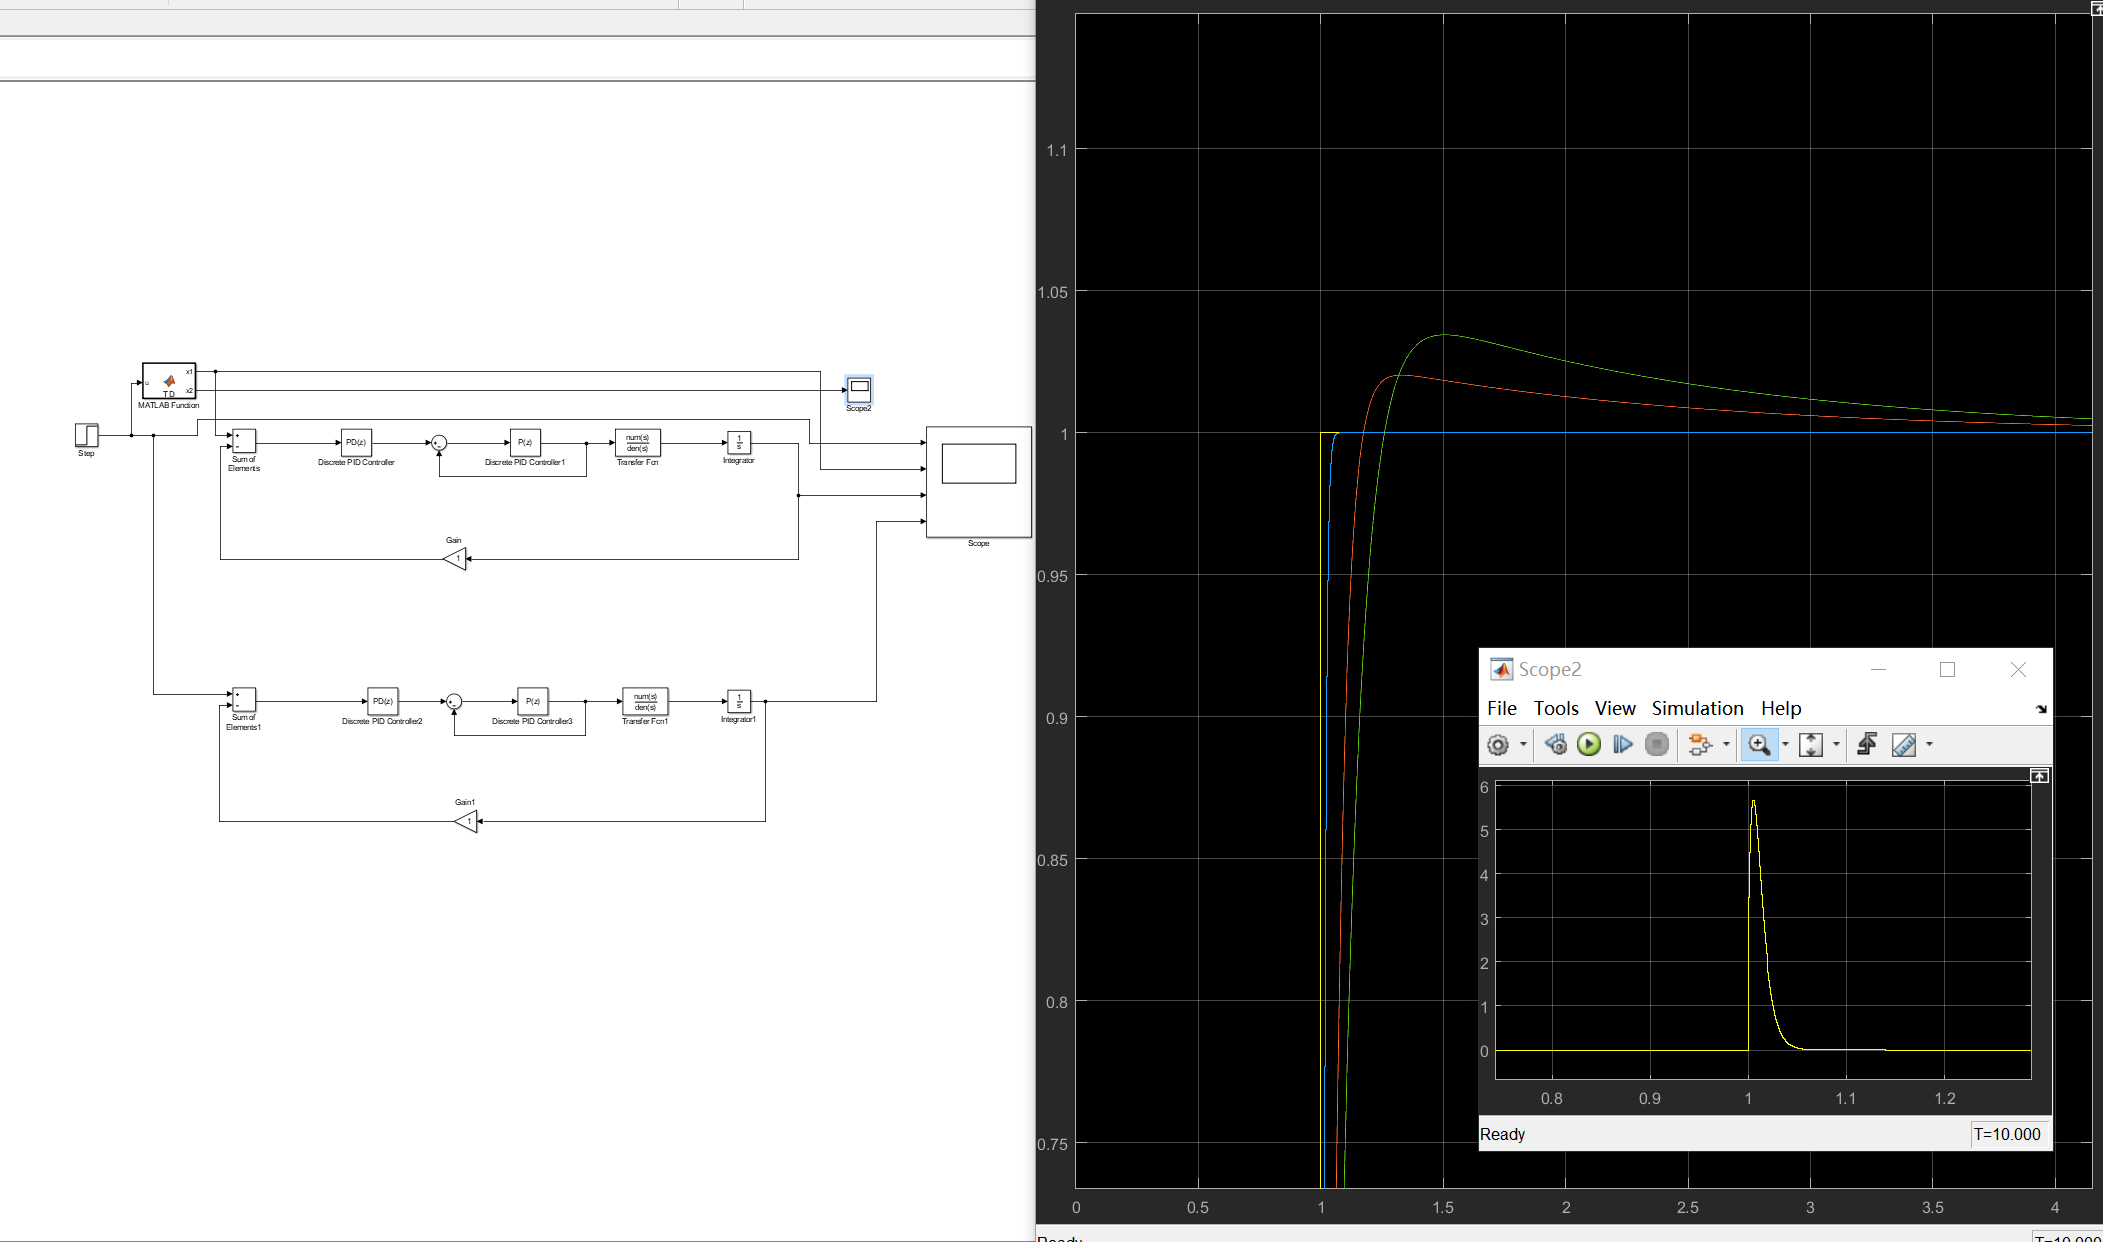 x1
u
x2
TD
MATLAB Function
Scope2
Step
+
-
Sum of
Elements
PD(z)
Discrete PID Controller
+
-
P(z)
Discrete PID Controller1
num(s)
den(s)
Transfer Fcn
1
s
Integrator
Scope
Gain
1
+
-
Sum of
Elements1
PD(z)
Discrete PID Controller2
+
-
P(z)
Discrete PID Controller3
num(s)
den(s)
Transfer Fcn1
1
s
Integrator1
Gain1
1
1.1
1.05
1
0.95
0.9
0.85
0.8
0.75
0 0.5 1 1.5 2 2.5 3 3.5 4
Ready T=10.000
Scope2
File Tools View Simulation Help
6
5
4
3
2
1
0
0.8 0.9 1 1.1 1.2
Ready T=10.000